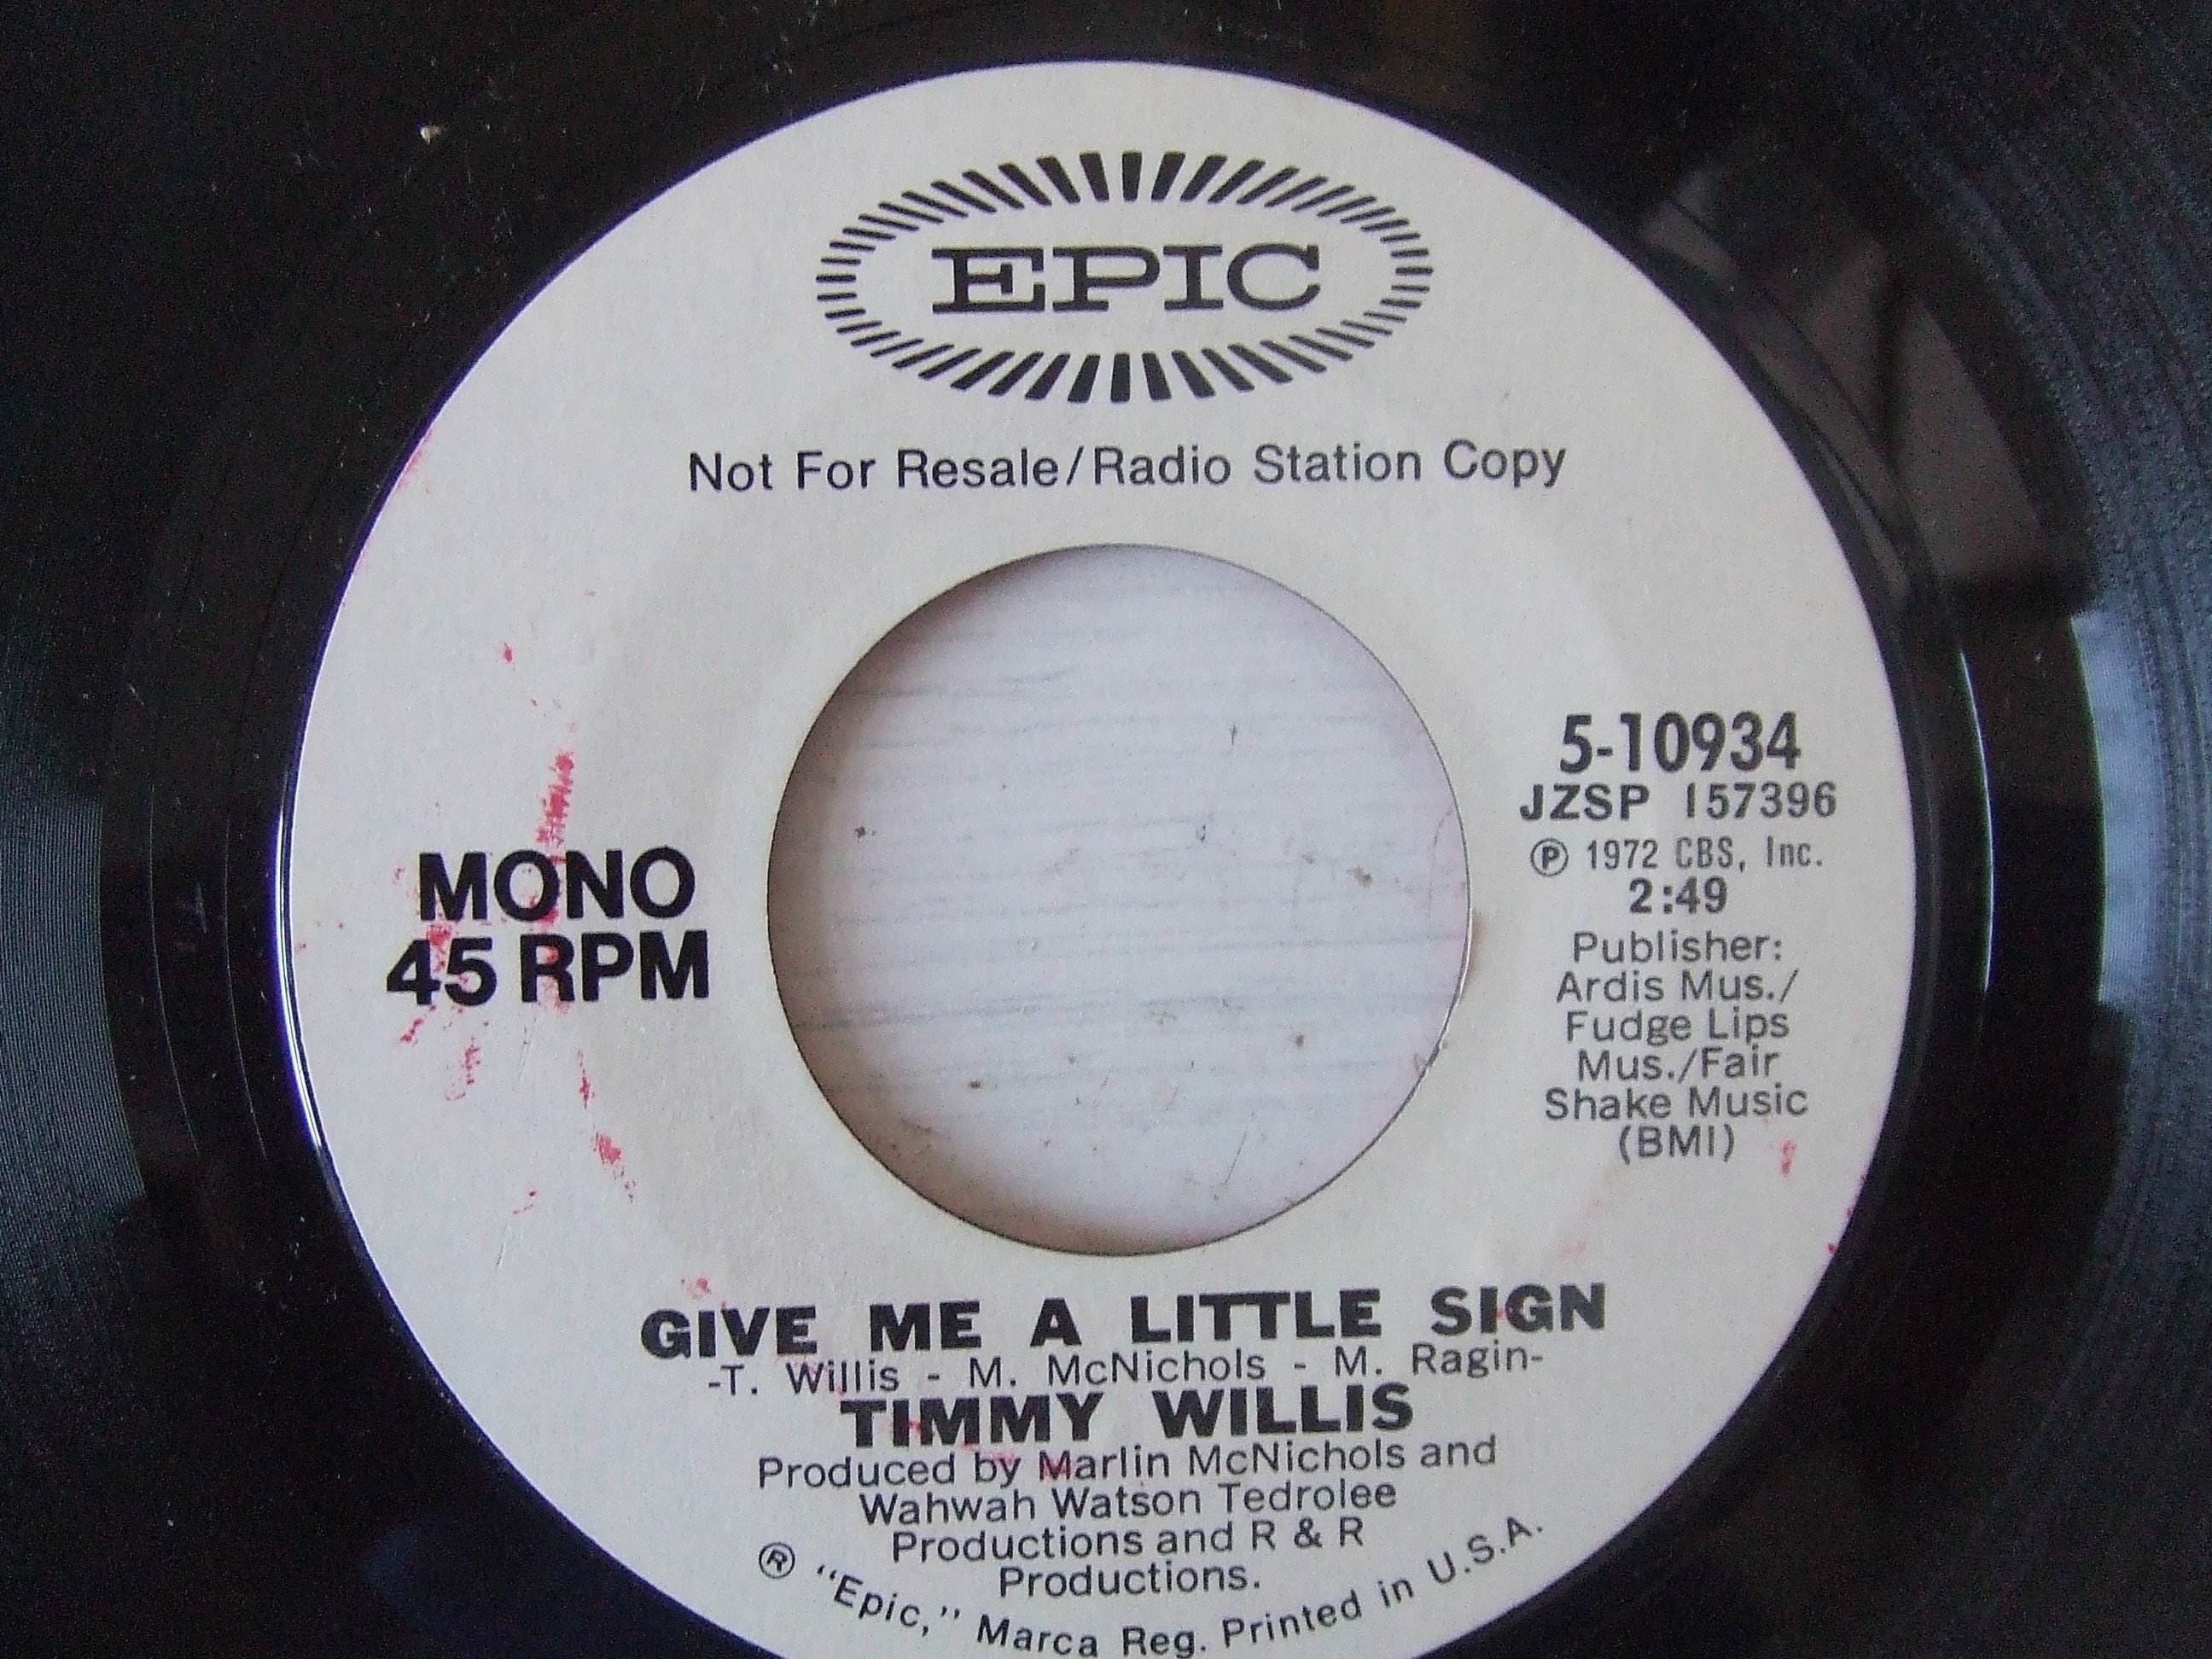 EPIC
Not For Resale/Radio Station Copy
MONO
45 RPM
5-10934
JZSP 157396
Ⓟ 1972 CBS, Inc.
2:49
Publisher:
Ardis Mus./
Fudge Lips
Mus./Fair
Shake Music
(BMI)
GIVE ME A LITTLE SIGN
-T. Willis - M. McNichols - M. Ragin-
TIMMY WILLIS
Produced by Marlin McNichols and
Wahwah Watson Tedrolee
Productions and R & R
Productions.
® "Epic," Marca Reg. Printed in U.S.A.